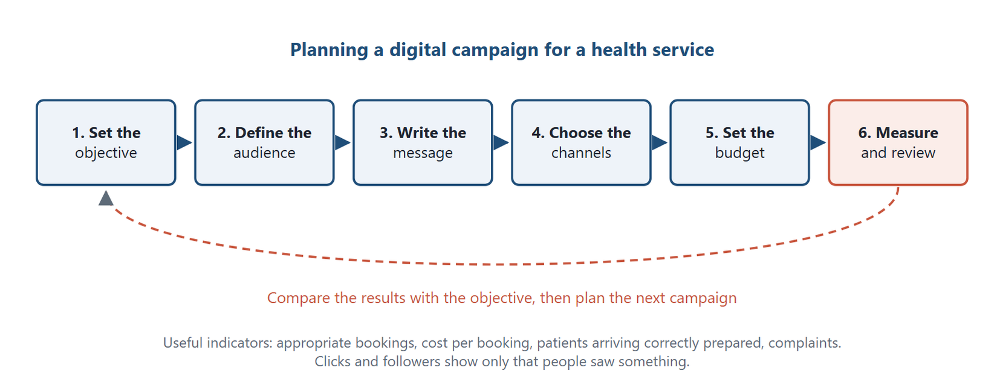 Planning a digital campaign for a health service
1. Set the
objective
2. Define the
audience
3. Write the
message
4. Choose the
channels
5. Set the
budget
6. Measure
and review
Compare the results with the objective, then plan the next campaign
Useful indicators: appropriate bookings, cost per booking, patients arriving correctly prepared, complaints.
Clicks and followers show only that people saw something.